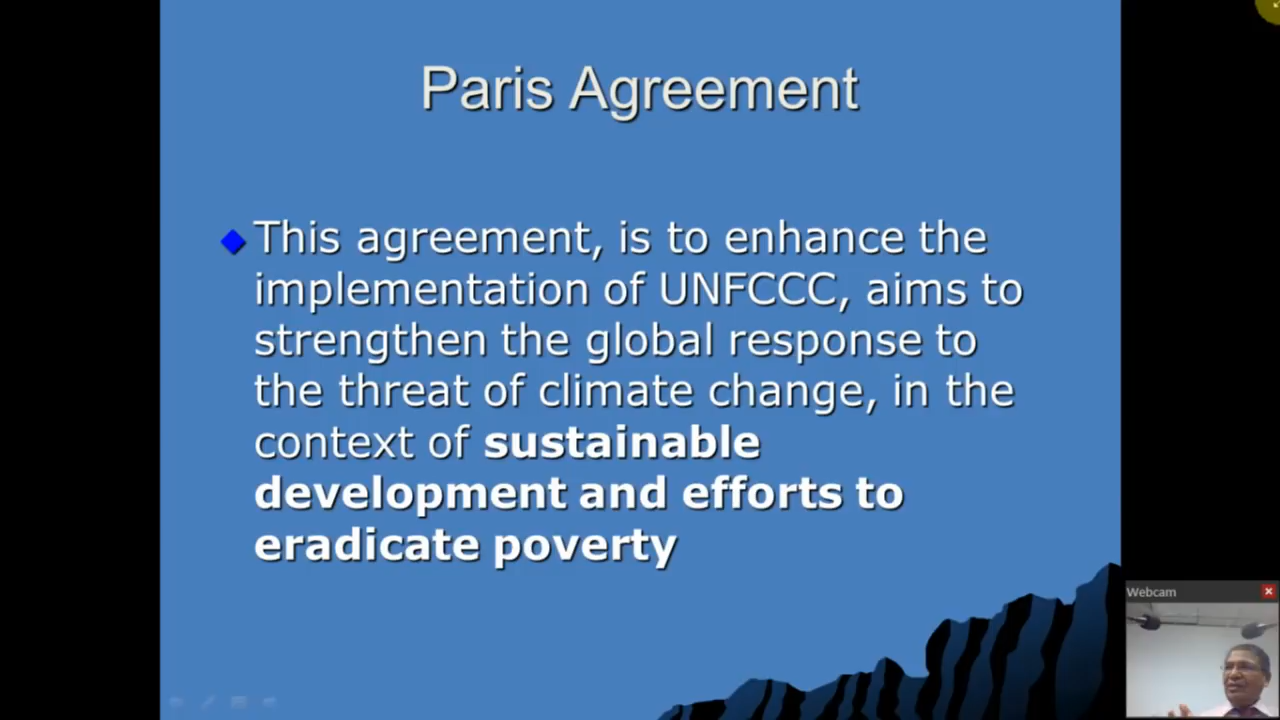 Paris Agreement
This agreement, is to enhance the
implementation of UNFCCC, aims to
strengthen the global response to
the threat of climate change, in the
context of sustainable
development and efforts to
eradicate poverty
Webcam